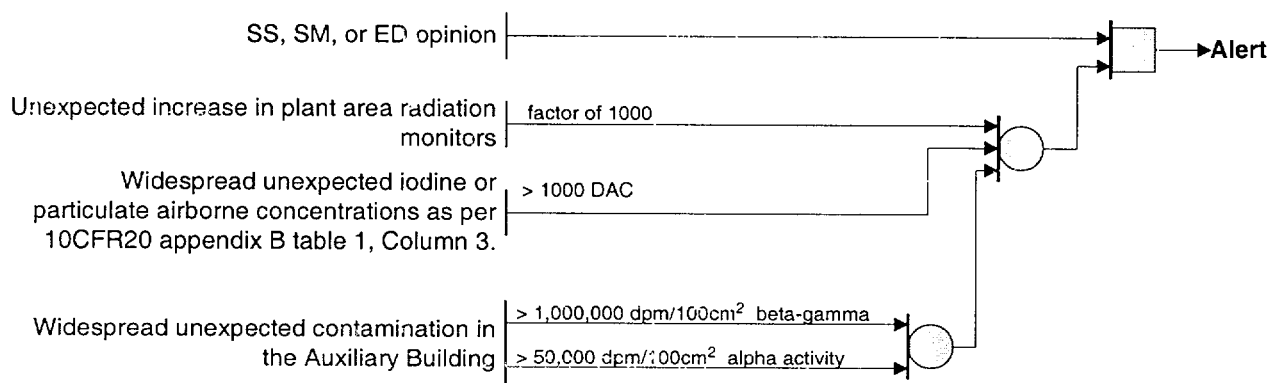 SS, SM, or ED opinion
Alert
Unexpected increase in plant area radiation
monitors
factor of 1000
Widespread unexpected iodine or
particulate airborne concentrations as per
10CFR20 appendix B table 1, Column 3.
> 1000 DAC
Widespread unexpected contamination in
the Auxiliary Building
> 1,000,000 dpm/100cm² beta-gamma
> 50,000 dpm/100cm² alpha activity